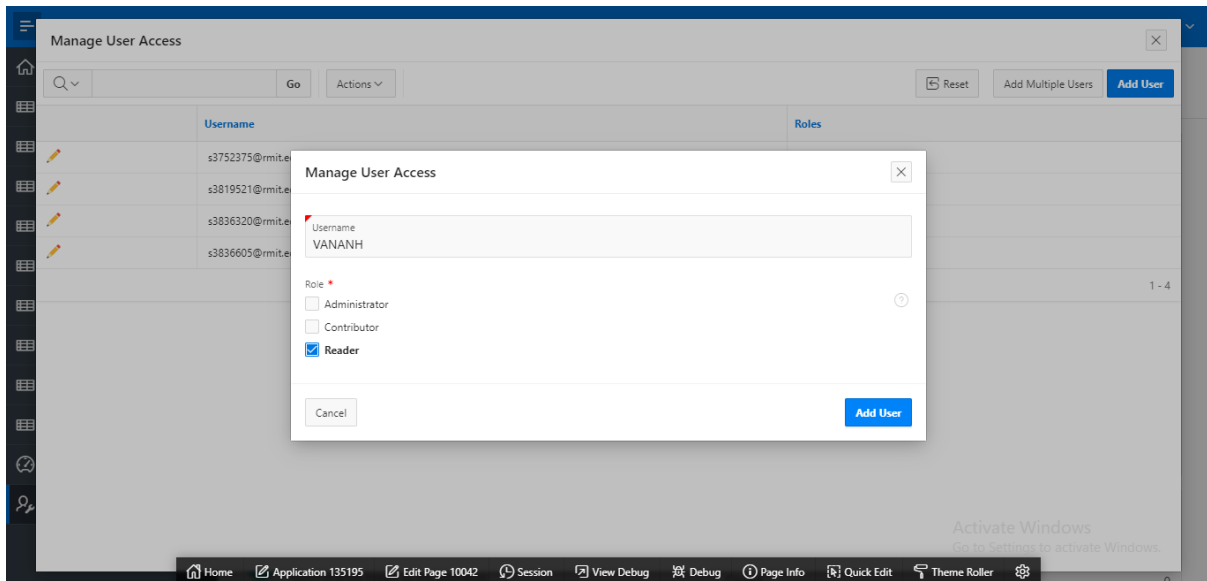 Manage User Access
Go
Actions
Reset
Add Multiple Users
Add User
Username
Roles
s3752375@rmit.e
s3819521@rmit.e
s3836320@rmit.e
s3836605@rmit.e
1 - 4
Manage User Access
Username
VANANH
Role *
Administrator
Contributor
Reader
Cancel
Add User
Activate Windows
Go to Settings to activate Windows.
Home
Application 135195
Edit Page 10042
Session
View Debug
Debug
Page Info
Quick Edit
Theme Roller